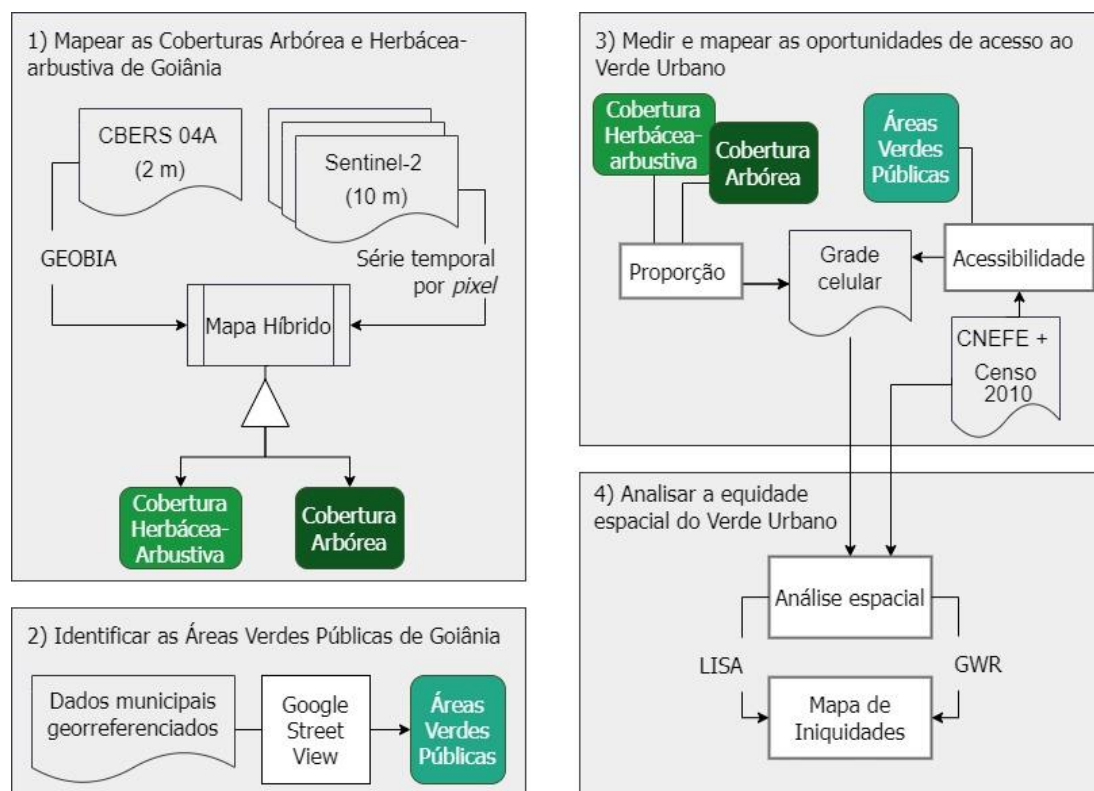 1) Mapear as Coberturas Arbórea e Herbácea-
arbustiva de Goiânia
CBERS 04A
(2 m)
Sentinel-2
(10 m)
GEOBIA
Série temporal
por pixel
Mapa Híbrido
Cobertura
Herbácea-
Arbustiva
Cobertura
Arbórea
2) Identificar as Áreas Verdes Públicas de Goiânia
Dados municipais
georreferenciados
Google
Street
View
Áreas
Verdes
Públicas
3) Medir e mapear as oportunidades de acesso ao
Verde Urbano
Cobertura
Herbácea-
arbustiva
Cobertura
Arbórea
Áreas
Verdes
Públicas
Proporção
Grade
celular
Acessibilidade
CNEFE +
Censo
2010
4) Analisar a equidade
espacial do Verde Urbano
Análise espacial
LISA
GWR
Mapa de
Iniquidades